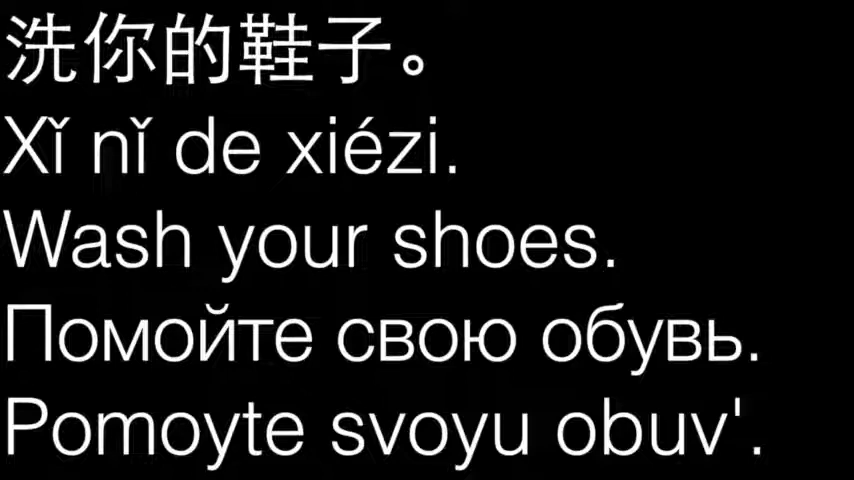 洗你的鞋子。
Xǐ nǐ de xiézi.
Wash your shoes.
Помойте свою обувь.
Pomoyte svoyu obuv'.